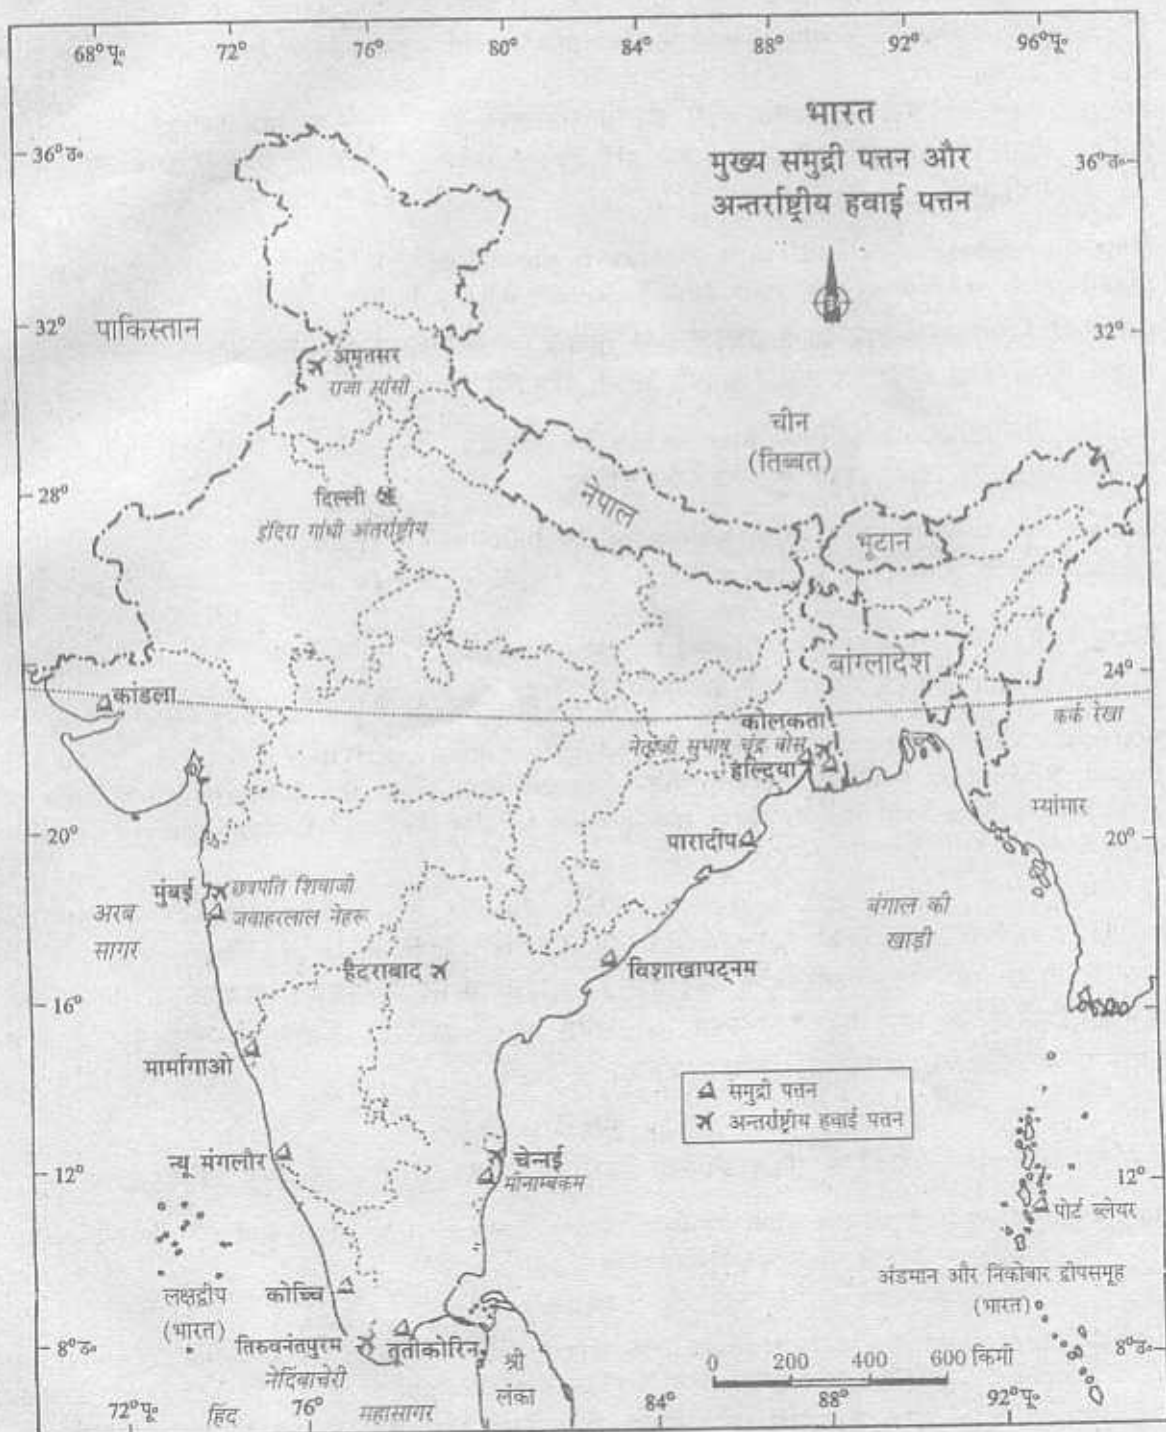 68°पू॰ 72° 76° 80° 84° 88° 92° 96°पू॰
भारत
मुख्य समुद्री पत्तन और
अन्तर्राष्ट्रीय हवाई पत्तन
36°उ॰ 36°उ॰
32° पाकिस्तान 32°
अमृतसर
राजा सांसी
चीन
(तिब्बत)
28° 28°
दिल्ली
इंदिरा गांधी अंतर्राष्ट्रीय
नेपाल
भूटान
बांग्लादेश
24°
कांडला
कर्क रेखा
कोलकता
नेताजी सुभाष चंद्र बोस
हल्दिया
म्यांमार
20° 20°
पारादीप
मुंबई छत्रपति शिवाजी
जवाहरलाल नेहरू
अरब
सागर
बंगाल की
खाड़ी
हैदराबाद
विशाखापट्नम
16°
मार्मागाओ
समुद्री पत्तन
अन्तर्राष्ट्रीय हवाई पत्तन
न्यू मंगलौर
चेन्नई
मीनाम्बकम
12° 12°
पोर्ट ब्लेयर
लक्षद्वीप
(भारत)
कोच्चि
अंडमान और निकोबार द्वीपसमूह
(भारत)
8°उ॰ तिरुवनंतपुरम तूतीकोरिन 8°उ॰
नेदिंबाचेरी
श्री
लंका
0 200 400 600 किमी
72°पू॰ हिंद 76° महासागर 84° 88° 92°पू॰